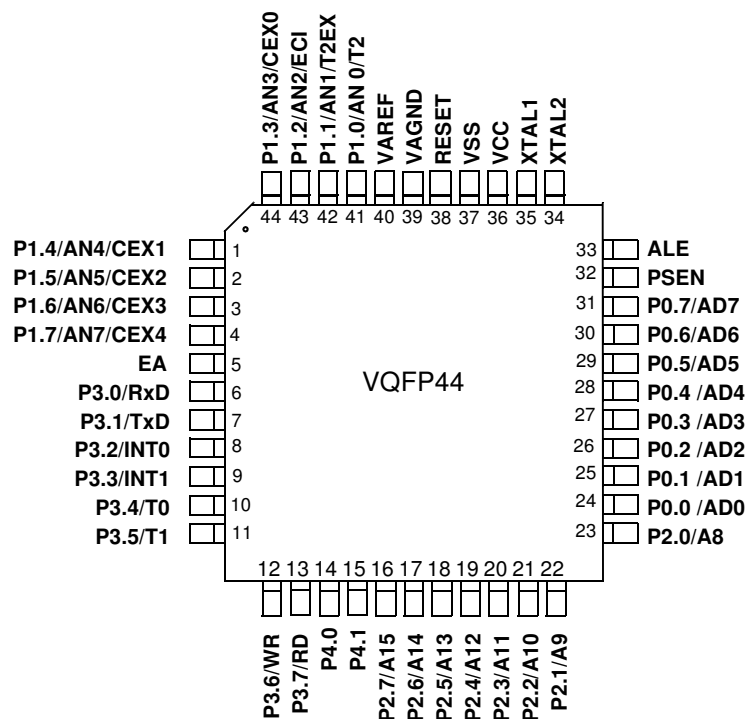 P1.3/AN3/CEX0
P1.2/AN2/ECI
P1.1/AN1/T2EX
P1.0/AN 0/T2
VAREF
VAGND
RESET
VSS
VCC
XTAL1
XTAL2
44 43 42 41 40 39 38 37 36 35 34
P1.4/AN4/CEX1 1
P1.5/AN5/CEX2 2
P1.6/AN6/CEX3 3
P1.7/AN7/CEX4 4
EA 5
P3.0/RxD 6
P3.1/TxD 7
P3.2/INT0 8
P3.3/INT1 9
P3.4/T0 10
P3.5/T1 11
VQFP44
33 ALE
32 PSEN
31 P0.7/AD7
30 P0.6/AD6
29 P0.5/AD5
28 P0.4 /AD4
27 P0.3 /AD3
26 P0.2 /AD2
25 P0.1 /AD1
24 P0.0 /AD0
23 P2.0/A8
12 13 14 15 16 17 18 19 20 21 22
P3.6/WR
P3.7/RD
P4.0
P4.1
P2.7/A15
P2.6/A14
P2.5/A13
P2.4/A12
P2.3/A11
P2.2/A10
P2.1/A9